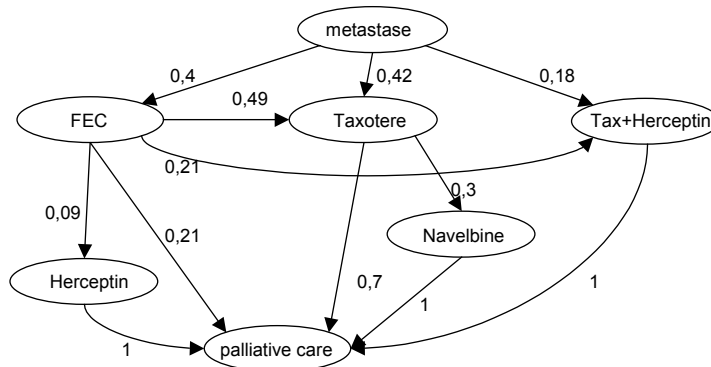 metastase
0,4
0,42
0,18
FEC
0,49
Taxotere
Tax+Herceptin
0,21
0,09
0,21
0,3
Navelbine
Herceptin
0,7
1
1
1
palliative care